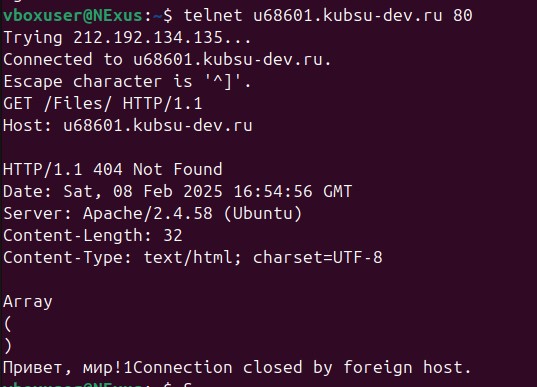 vboxuser@NExus:~$ telnet u68601.kubsu-dev.ru 80
Trying 212.192.134.135...
Connected to u68601.kubsu-dev.ru.
Escape character is '^]'.
GET /Files/ HTTP/1.1
Host: u68601.kubsu-dev.ru
HTTP/1.1 404 Not Found
Date: Sat, 08 Feb 2025 16:54:56 GMT
Server: Apache/2.4.58 (Ubuntu)
Content-Length: 32
Content-Type: text/html; charset=UTF-8
Array
(
)
Привет, мир!1Connection closed by foreign host.
vboxuser@NExus:~$